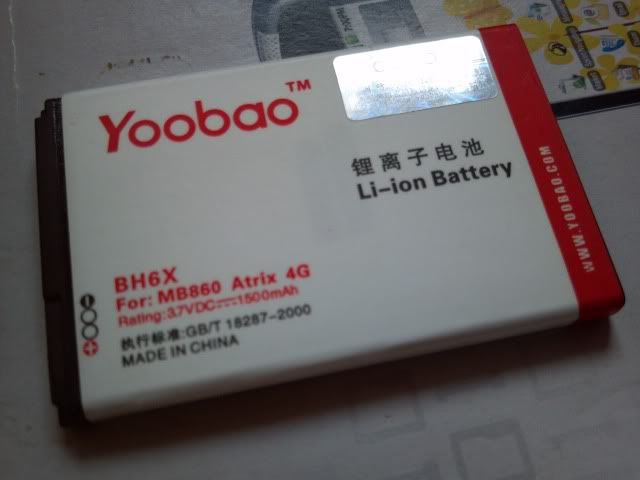 Yoobao™
锂离子电池
Li-ion Battery
WWW.YOOBAO.COM
BH6X
For: MB860 Atrix 4G
Rating:3.7VDC⎓1500mAh
执行标准:GB/T 18287-2000
MADE IN CHINA